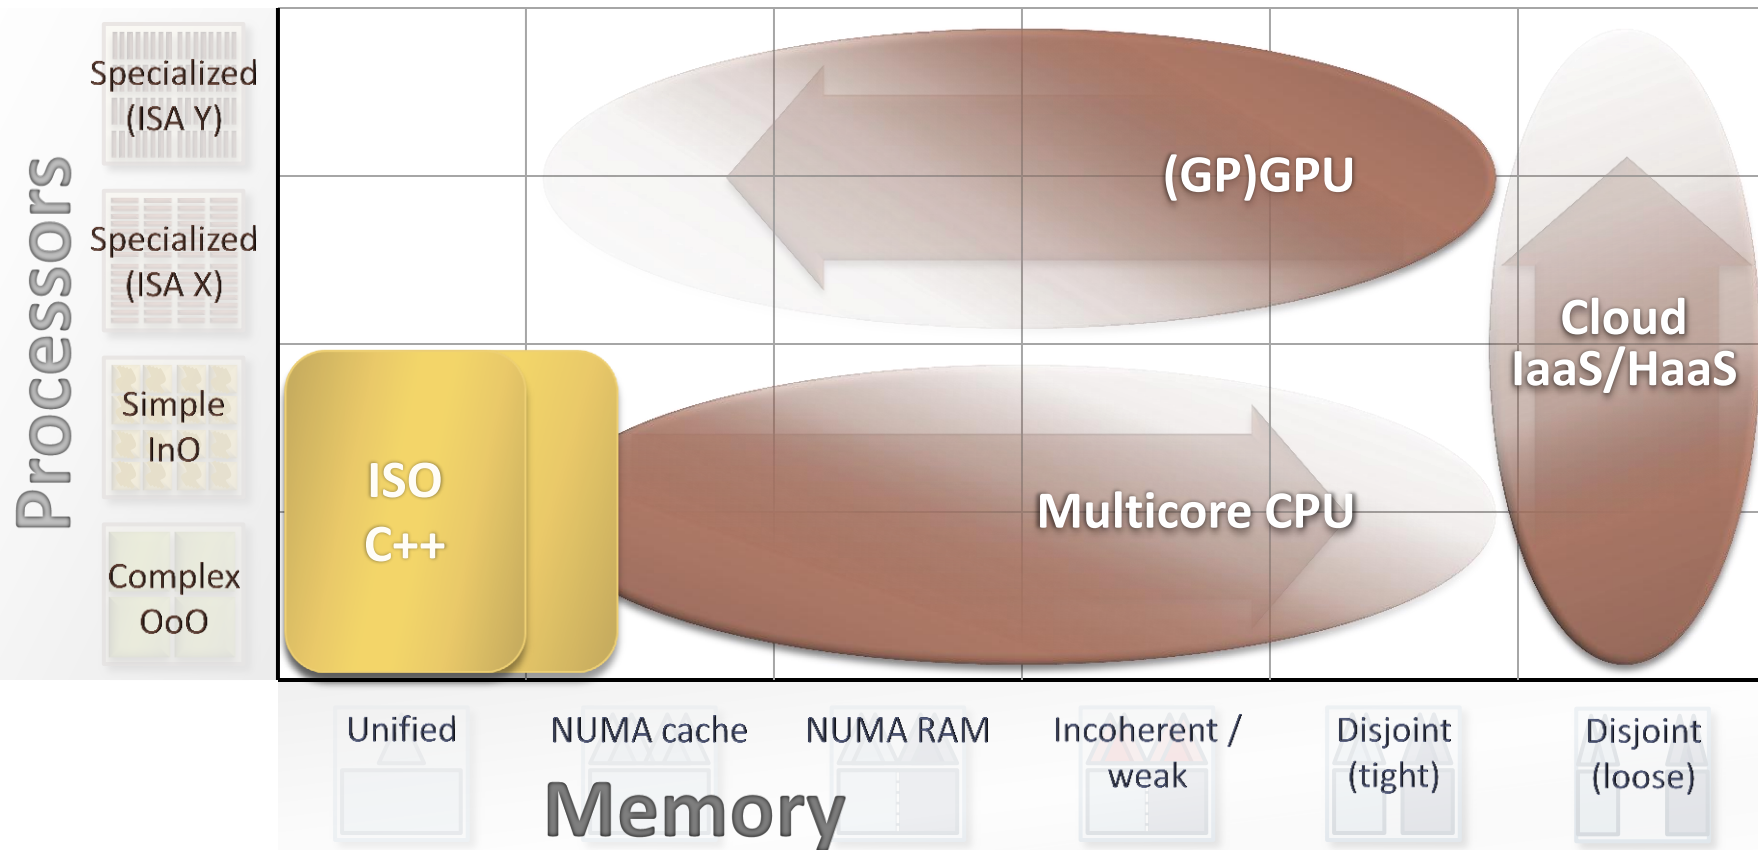 Processors
Specialized
(ISA Y)
Specialized
(ISA X)
Simple
InO
Complex
OoO
(GP)GPU
Cloud
IaaS/HaaS
ISO
C++
Multicore CPU
Unified
NUMA cache
NUMA RAM
Incoherent /
weak
Disjoint
(tight)
Disjoint
(loose)
Memory